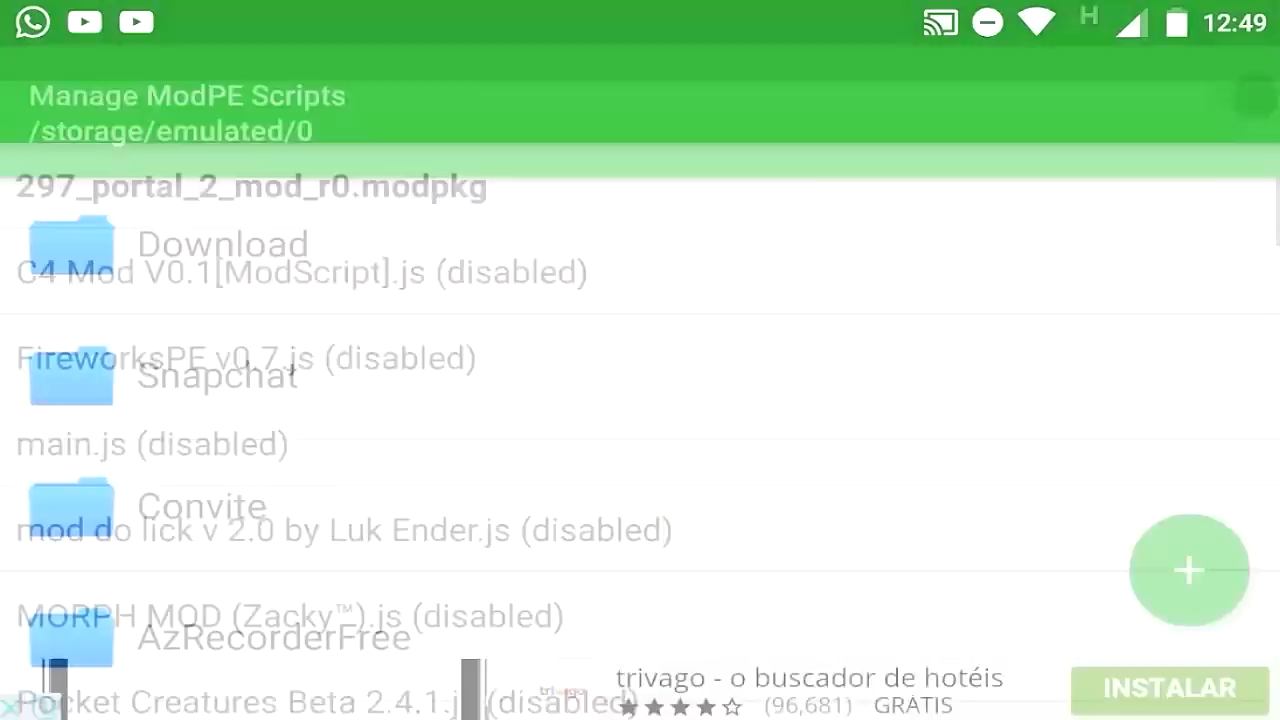 H 12:49
Manage ModPE Scripts
/storage/emulated/0
297_portal_2_mod_r0.modpkg
Download
C4 Mod V0.1[ModScript].js (disabled)
FireworksPE v0.7.js (disabled)
Snapchat
main.js (disabled)
Convite
mod do lick v 2.0 by Luk Ender.js (disabled)
+
MORPH MOD (Zacky™).js (disabled)
AzRecorderFree
trivago - o buscador de hotéis
INSTALAR
Pocket Creatures Beta 2.4.1.js (disabled)
trivago
(96,681) GRÁTIS